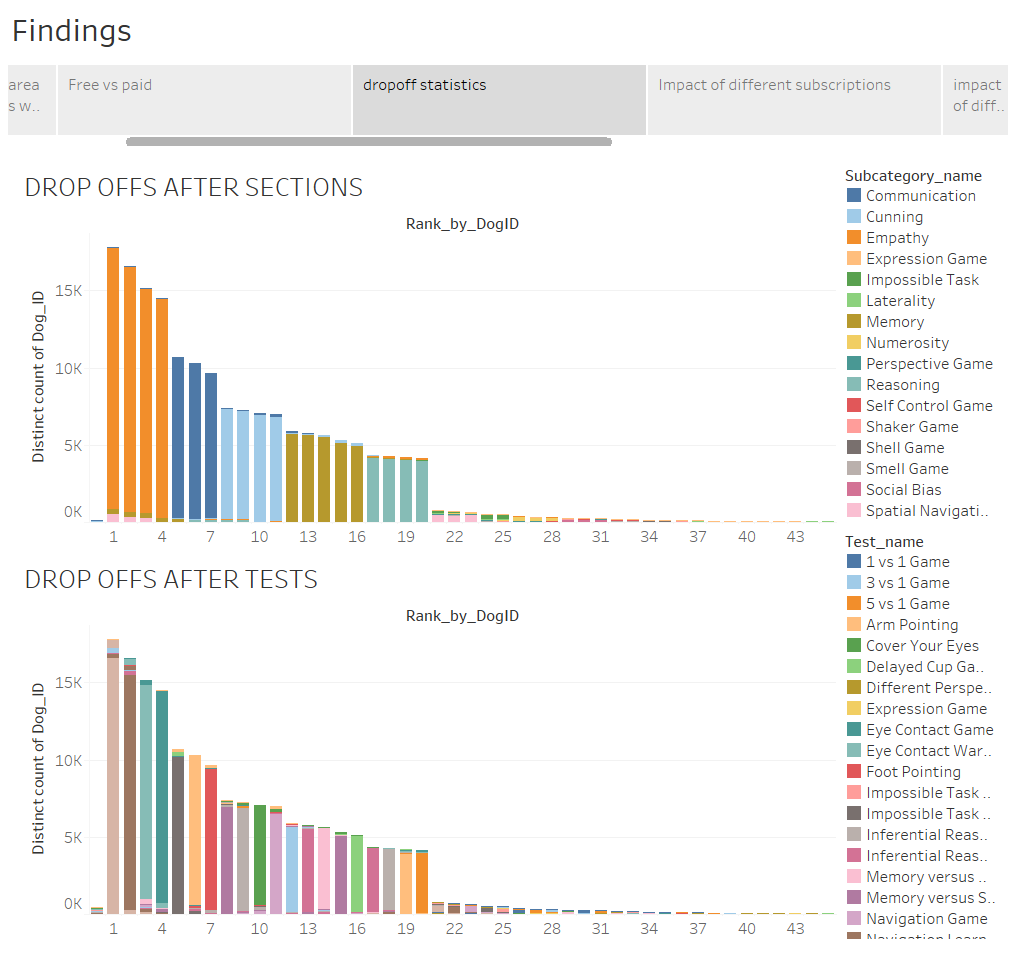 Findings
area
s w..
Free vs paid
dropoff statistics
Impact of different subscriptions
impact
of diff..
DROP OFFS AFTER SECTIONS
Rank_by_DogID
Distinct count of Dog_ID
15K
10K
5K
0K
1 4 7 10 13 16 19 22 25 28 31 34 37 40 43
Subcategory_name
Communication
Cunning
Empathy
Expression Game
Impossible Task
Laterality
Memory
Numerosity
Perspective Game
Reasoning
Self Control Game
Shaker Game
Shell Game
Smell Game
Social Bias
Spatial Navigati..
DROP OFFS AFTER TESTS
Rank_by_DogID
Distinct count of Dog_ID
15K
10K
5K
0K
1 4 7 10 13 16 19 22 25 28 31 34 37 40 43
Test_name
1 vs 1 Game
3 vs 1 Game
5 vs 1 Game
Arm Pointing
Cover Your Eyes
Delayed Cup Ga..
Different Perspe..
Expression Game
Eye Contact Game
Eye Contact War..
Foot Pointing
Impossible Task ..
Impossible Task ..
Inferential Reas..
Inferential Reas..
Memory versus ..
Memory versus S..
Navigation Game
Navigation Learn